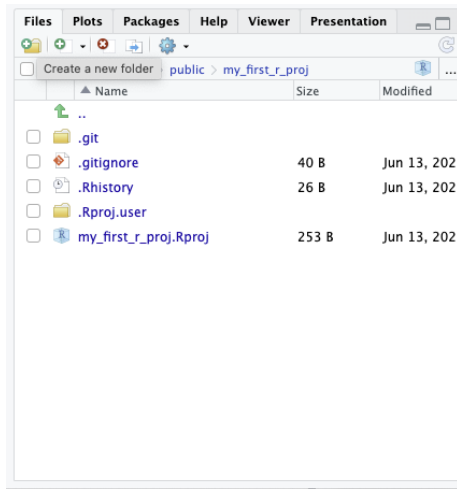 Files Plots Packages Help Viewer Presentation
Create a new folder public > my_first_r_proj R ...
Name Size Modified
..
.git
.gitignore 40 B Jun 13, 202
.Rhistory 26 B Jun 13, 202
.Rproj.user
my_first_r_proj.Rproj 253 B Jun 13, 202